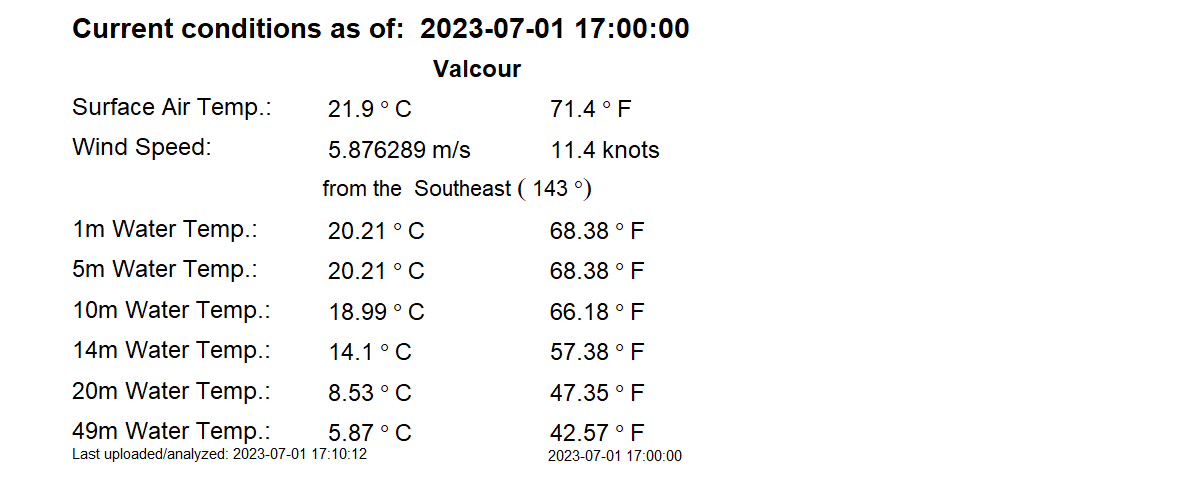 Current conditions as of:  2023-07-01 17:00:00
Valcour
Surface Air Temp.: 21.9 ° C 71.4 ° F
Wind Speed: 5.876289 m/s 11.4 knots
from the  Southeast ( 143 °)
1m Water Temp.: 20.21 ° C 68.38 ° F
5m Water Temp.: 20.21 ° C 68.38 ° F
10m Water Temp.: 18.99 ° C 66.18 ° F
14m Water Temp.: 14.1 ° C 57.38 ° F
20m Water Temp.: 8.53 ° C 47.35 ° F
49m Water Temp.: 5.87 ° C 42.57 ° F
Last uploaded/analyzed: 2023-07-01 17:10:12 2023-07-01 17:00:00